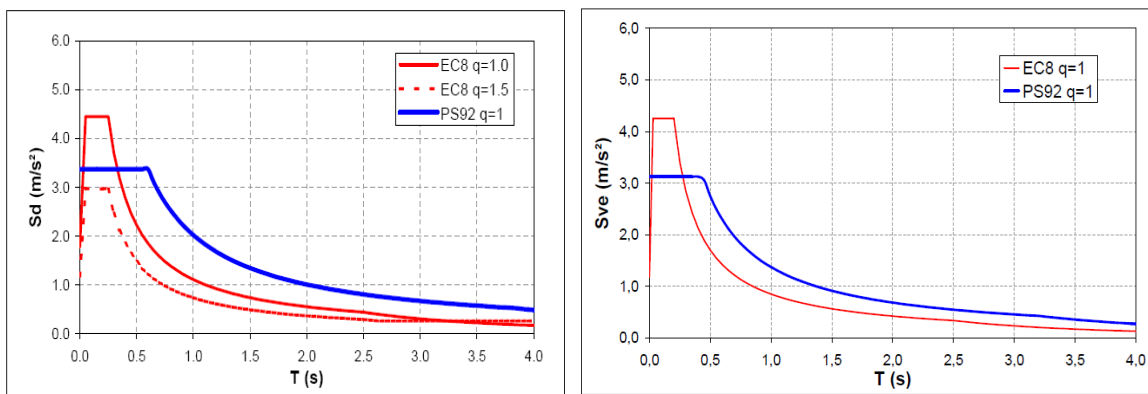 6.0
5.0
4.0
3.0
2.0
1.0
0.0
Sd (m/s²)
EC8 q=1.0
EC8 q=1.5
PS92 q=1
0.0 0.5 1.0 1.5 2.0 2.5 3.0 3.5 4.0
T (s)
6,0
5,0
4,0
3,0
2,0
1,0
0,0
Sve (m/s²)
EC8 q=1
PS92 q=1
0,0 0,5 1,0 1,5 2,0 2,5 3,0 3,5 4,0
T (s)